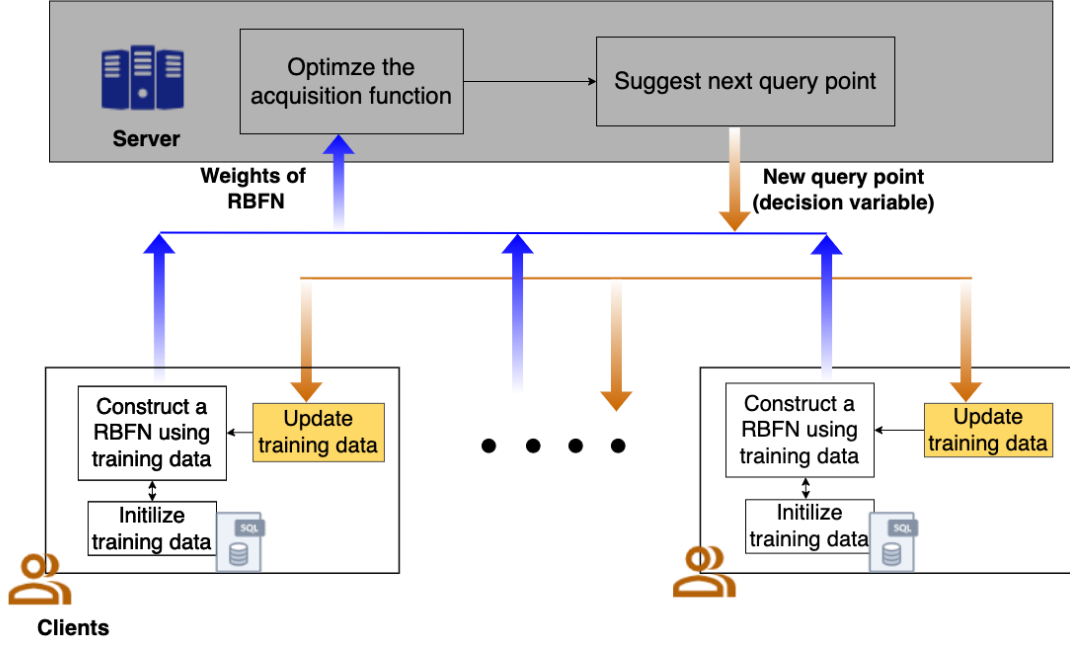 Optimze the
acquisition function
Suggest next query point
Server
Weights of
RBFN
New query point
(decision variable)
Construct a
RBFN using
training data
Update
training data
Initilize
training data
SQL
Construct a
RBFN using
training data
Update
training data
Initilize
training data
SQL
Clients